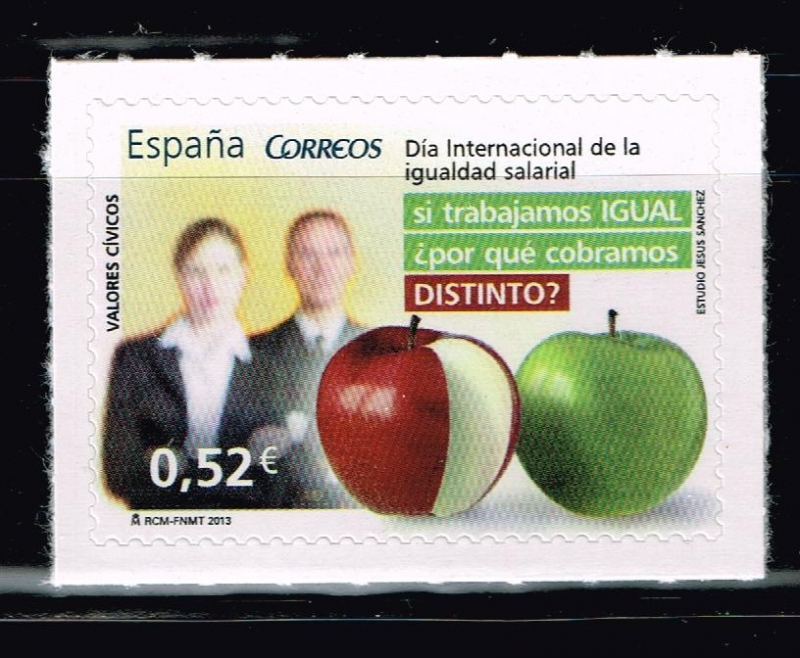 España CORREOS
Día Internacional de la
igualdad salarial
si trabajamos IGUAL
¿por qué cobramos
DISTINTO?
VALORES CÍVICOS
ESTUDIO JESUS SANCHEZ
0,52€
RCM-FNMT 2013